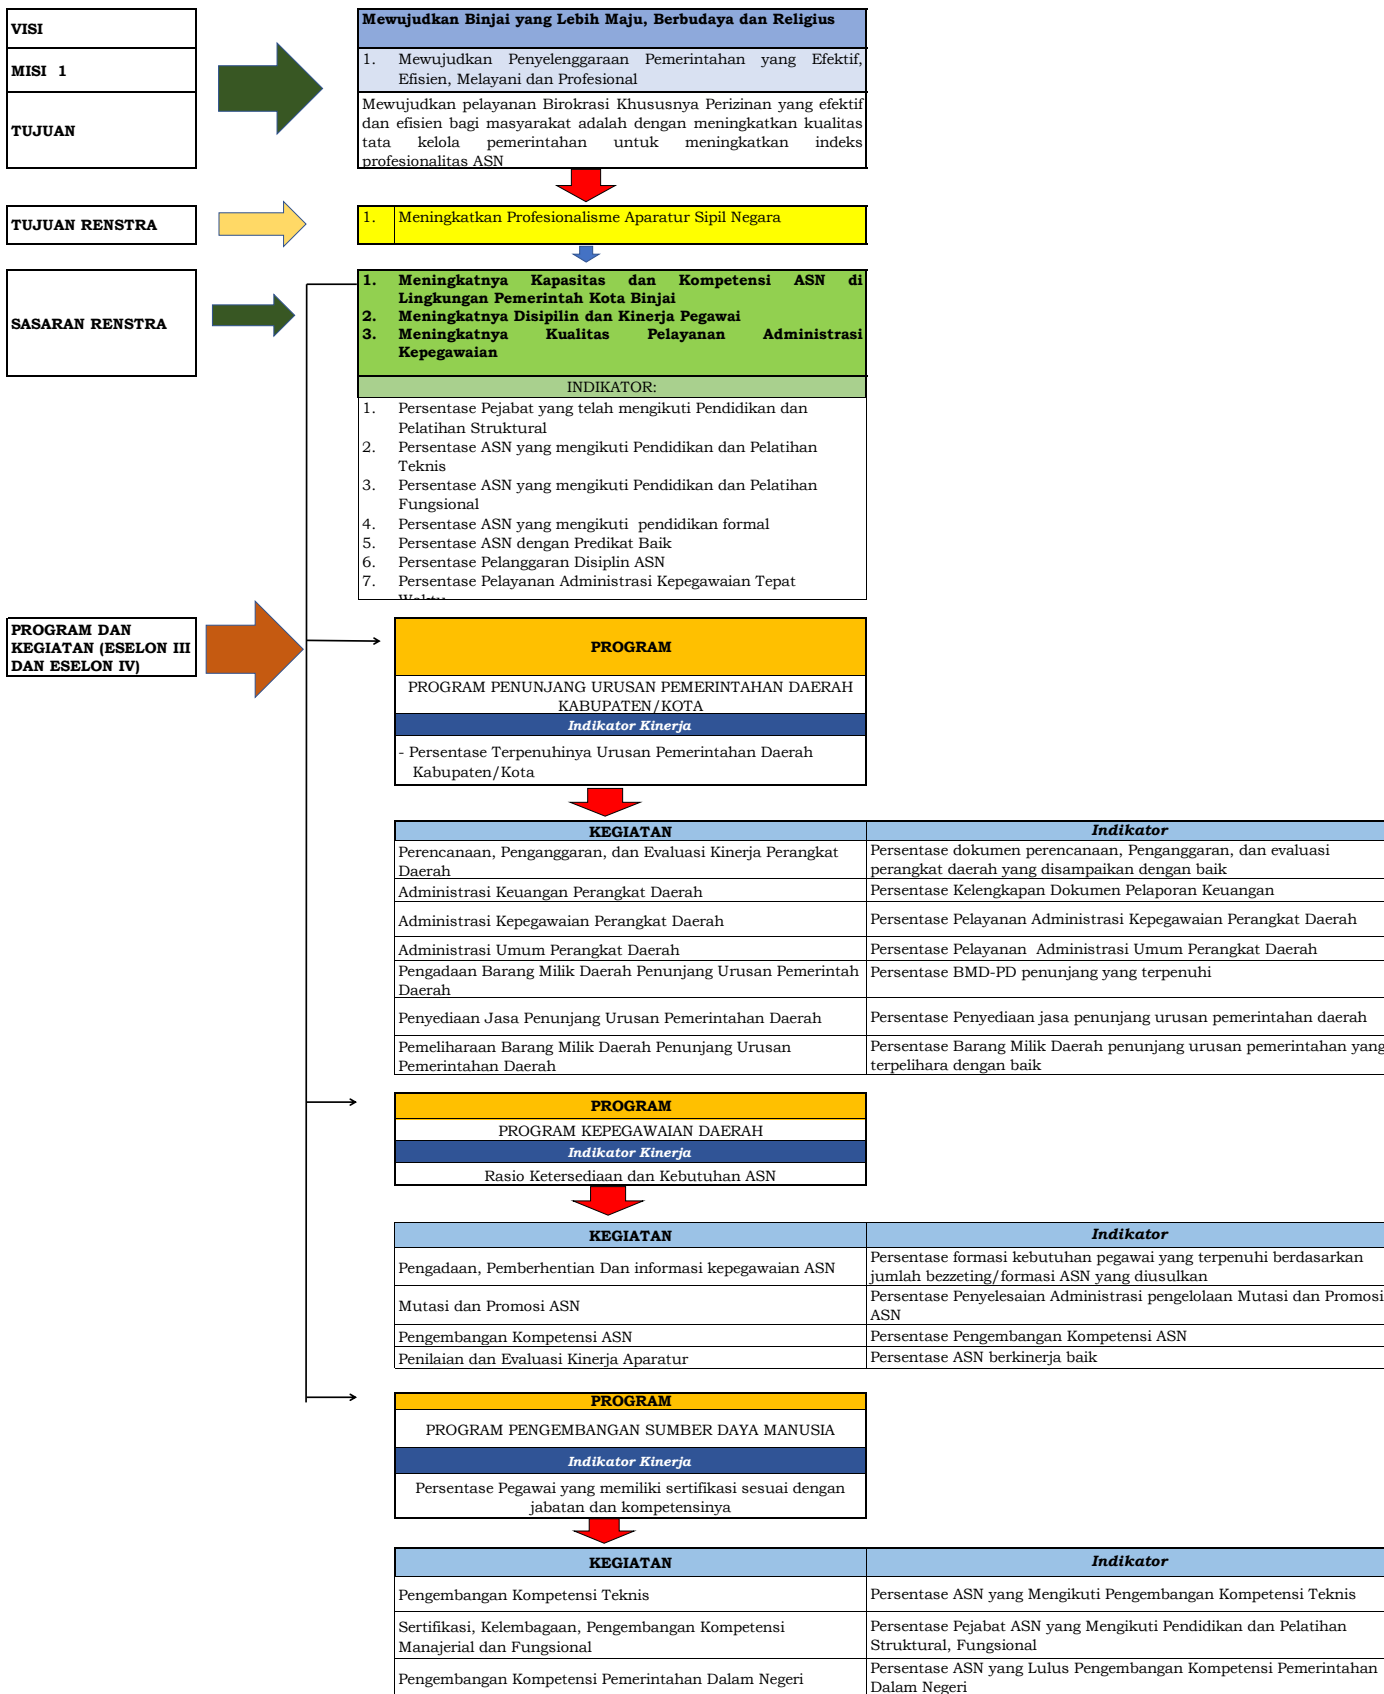 VISI
Mewujudkan Binjai yang Lebih Maju, Berbudaya dan Religius
MISI 1
1. Mewujudkan Penyelenggaraan Pemerintahan yang Efektif,
Efisien, Melayani dan Profesional
TUJUAN
Mewujudkan pelayanan Birokrasi Khususnya Perizinan yang efektif
dan efisien bagi masyarakat adalah dengan meningkatkan kualitas
tata kelola pemerintahan untuk meningkatkan indeks
profesionalitas ASN
TUJUAN RENSTRA
1. Meningkatkan Profesionalisme Aparatur Sipil Negara
SASARAN RENSTRA
1. Meningkatnya Kapasitas dan Kompetensi ASN di
Lingkungan Pemerintah Kota Binjai
2. Meningkatnya Disipilin dan Kinerja Pegawai
3. Meningkatnya Kualitas Pelayanan Administrasi
Kepegawaian
INDIKATOR:
1. Persentase Pejabat yang telah mengikuti Pendidikan dan
Pelatihan Struktural
2. Persentase ASN yang mengikuti Pendidikan dan Pelatihan
Teknis
3. Persentase ASN yang mengikuti Pendidikan dan Pelatihan
Fungsional
4. Persentase ASN yang mengikuti pendidikan formal
5. Persentase ASN dengan Predikat Baik
6. Persentase Pelanggaran Disiplin ASN
7. Persentase Pelayanan Administrasi Kepegawaian Tepat
PROGRAM DAN
KEGIATAN (ESELON III
DAN ESELON IV)
PROGRAM
PROGRAM PENUNJANG URUSAN PEMERINTAHAN DAERAH
KABUPATEN/KOTA
Indikator Kinerja
- Persentase Terpenuhinya Urusan Pemerintahan Daerah
Kabupaten/Kota
KEGIATAN Indikator
Perencanaan, Penganggaran, dan Evaluasi Kinerja Perangkat
Daerah
Persentase dokumen perencanaan, Penganggaran, dan evaluasi
perangkat daerah yang disampaikan dengan baik
Administrasi Keuangan Perangkat Daerah
Persentase Kelengkapan Dokumen Pelaporan Keuangan
Administrasi Kepegawaian Perangkat Daerah
Persentase Pelayanan Administrasi Kepegawaian Perangkat Daerah
Administrasi Umum Perangkat Daerah
Persentase Pelayanan Administrasi Umum Perangkat Daerah
Pengadaan Barang Milik Daerah Penunjang Urusan Pemerintah
Daerah
Persentase BMD-PD penunjang yang terpenuhi
Penyediaan Jasa Penunjang Urusan Pemerintahan Daerah
Persentase Penyediaan jasa penunjang urusan pemerintahan daerah
Pemeliharaan Barang Milik Daerah Penunjang Urusan
Pemerintahan Daerah
Persentase Barang Milik Daerah penunjang urusan pemerintahan yang
terpelihara dengan baik
PROGRAM
PROGRAM KEPEGAWAIAN DAERAH
Indikator Kinerja
Rasio Ketersediaan dan Kebutuhan ASN
KEGIATAN Indikator
Pengadaan, Pemberhentian Dan informasi kepegawaian ASN
Persentase formasi kebutuhan pegawai yang terpenuhi berdasarkan
jumlah bezzeting/formasi ASN yang diusulkan
Mutasi dan Promosi ASN
Persentase Penyelesaian Administrasi pengelolaan Mutasi dan Promosi
ASN
Pengembangan Kompetensi ASN
Persentase Pengembangan Kompetensi ASN
Penilaian dan Evaluasi Kinerja Aparatur
Persentase ASN berkinerja baik
PROGRAM
PROGRAM PENGEMBANGAN SUMBER DAYA MANUSIA
Indikator Kinerja
Persentase Pegawai yang memiliki sertifikasi sesuai dengan
jabatan dan kompetensinya
KEGIATAN Indikator
Pengembangan Kompetensi Teknis
Persentase ASN yang Mengikuti Pengembangan Kompetensi Teknis
Sertifikasi, Kelembagaan, Pengembangan Kompetensi
Manajerial dan Fungsional
Persentase Pejabat ASN yang Mengikuti Pendidikan dan Pelatihan
Struktural, Fungsional
Pengembangan Kompetensi Pemerintahan Dalam Negeri
Persentase ASN yang Lulus Pengembangan Kompetensi Pemerintahan
Dalam Negeri